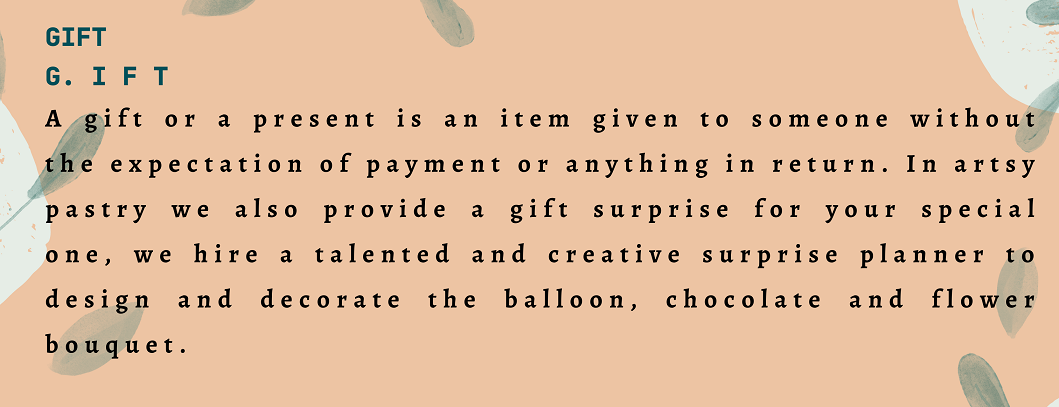 GIFT
G. I F T
A gift or a present is an item given to someone without
the expectation of payment or anything in return. In artsy
pastry we also provide a gift surprise for your special
one, we hire a talented and creative surprise planner to
design and decorate the balloon, chocolate and flower
bouquet.